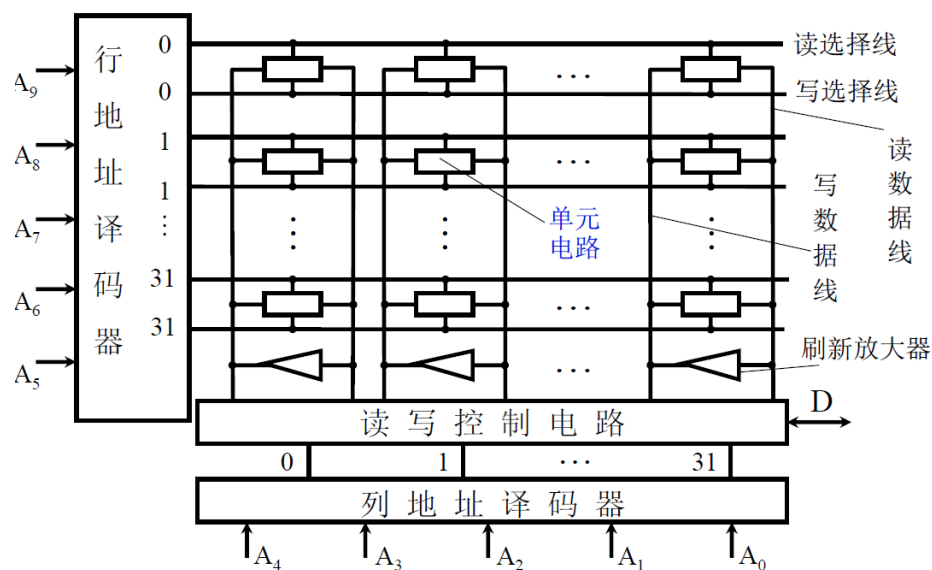 行地址译码器
A9
A8
A7
A6
A5
0
0
1
1
⋮
31
31
…
…
…
…
⋮
⋮
⋮
读选择线
写选择线
读数据线
写数据线
单元
电路
刷新放大器
读写控制电路
D
0
1
…
31
列地址译码器
A4
A3
A2
A1
A0